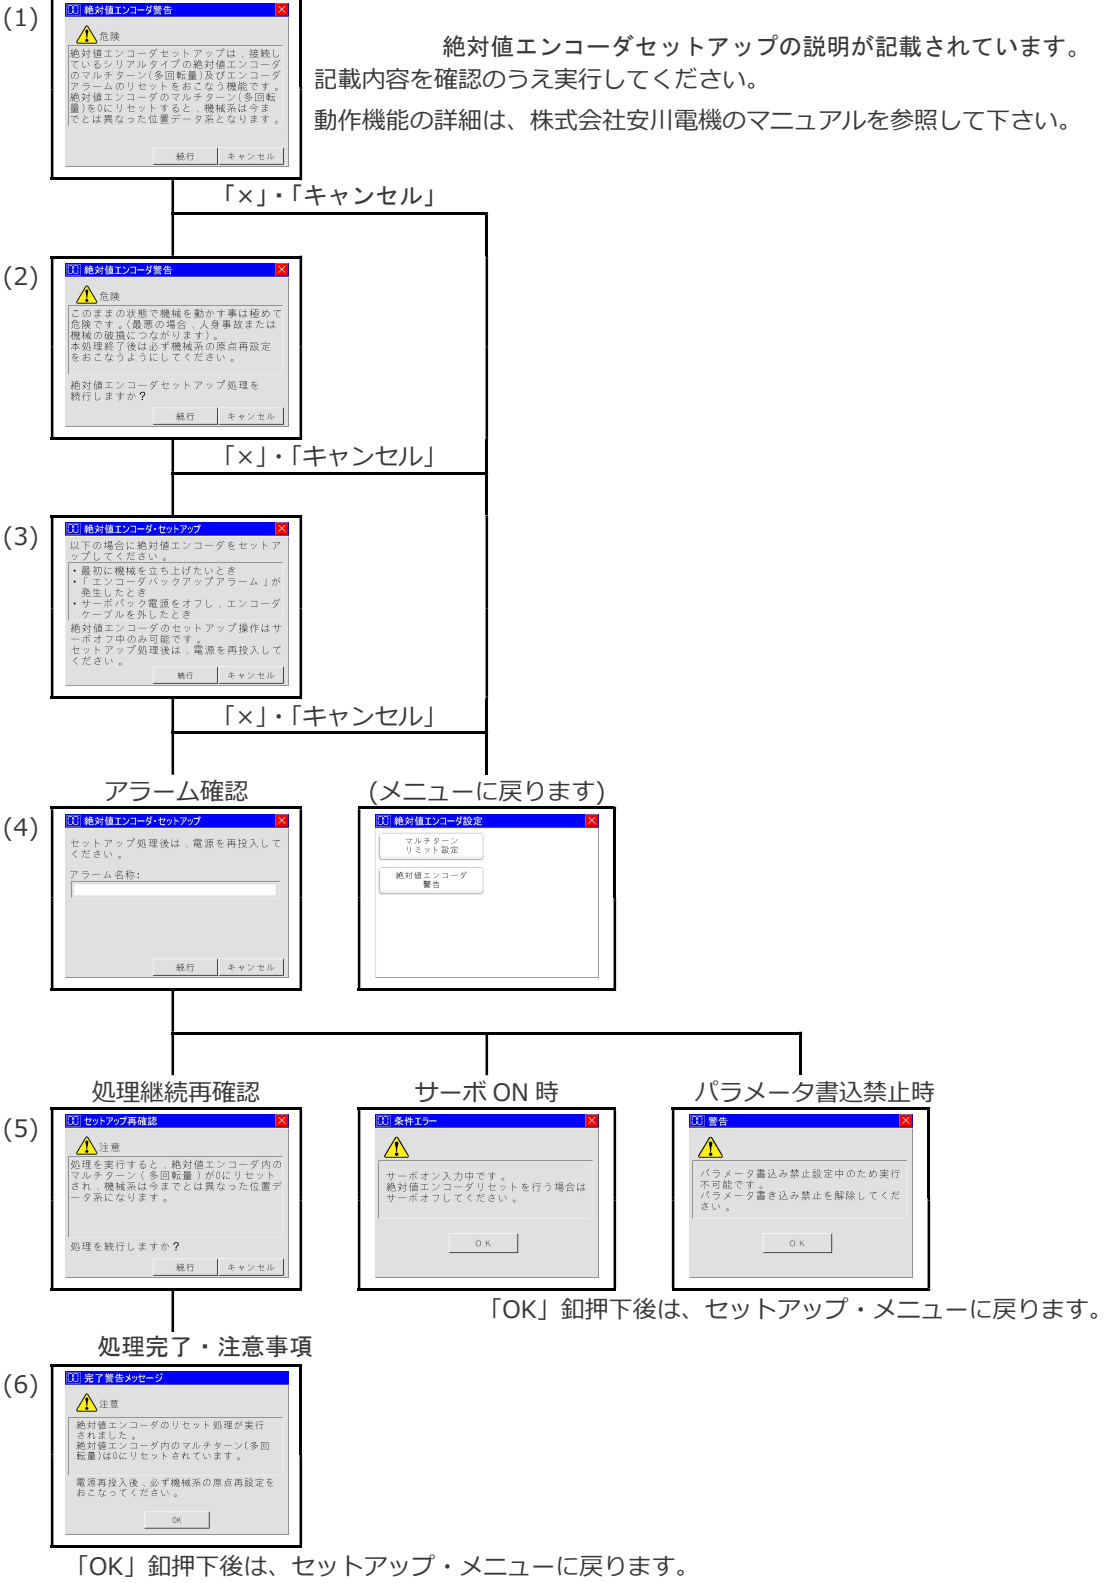 (1)
絶対値エンコーダ警告
危険
絶対値エンコーダセットアップは、接続し
ているシリアルタイプの絶対値エンコーダ
のマルチターン(多回転量)及びエンコーダ
アラームのリセットをおこなう機能です。
絶対値エンコーダのマルチターン(多回転
量)を0にリセットすると、機械系は今ま
でとは異なった位置データ系となります。
続行 キャンセル
絶対値エンコーダセットアップの説明が記載されています。
記載内容を確認のうえ実行してください。
動作機能の詳細は、株式会社安川電機のマニュアルを参照して下さい。
「×」・「キャンセル」
(2)
絶対値エンコーダ警告
危険
このままの状態で機械を動かす事は極めて
危険です。(最悪の場合、人身事故または
機械の破損につながります)。
本処理終了後は必ず機械系の原点再設定
をおこなうようにしてください。
絶対値エンコーダセットアップ処理を
続行しますか?
続行 キャンセル
「×」・「キャンセル」
(3)
絶対値エンコーダ・セットアップ
以下の場合に絶対値エンコーダをセットア
ップしてください。
・最初に機械を立ち上げたいとき
・「エンコーダバックアップアラーム」が
発生したとき
・サーボパック電源をオフし、エンコーダ
ケーブルを外したとき
絶対値エンコーダのセットアップ操作はサ
ーボオフ中のみ可能です。
セットアップ処理後は、電源を再投入して
ください。
続行 キャンセル
「×」・「キャンセル」
アラーム確認
(メニューに戻ります)
(4)
絶対値エンコーダ・セットアップ
セットアップ処理後は、電源を再投入して
ください。
アラーム名称:
続行 キャンセル
絶対値エンコーダ設定
マルチターン
リミット設定
絶対値エンコーダ
警告
処理継続再確認
サーボ ON 時
パラメータ書込禁止時
(5)
セットアップ再確認
注意
処理を実行すると、絶対値エンコーダ内の
マルチターン(多回転量)が0にリセット
され、機械系は今までとは異なった位置デ
ータ系になります。
処理を続行しますか?
続行 キャンセル
条件エラー
サーボオン入力中です。
絶対値エンコーダリセットを行う場合は
サーボオフしてください。
OK
警告
パラメータ書込み禁止設定中のため実行
不可能です。
パラメータ書き込み禁止を解除してくだ
さい。
OK
「OK」釦押下後は、セットアップ・メニューに戻ります。
処理完了・注意事項
(6)
完了警告メッセージ
注意
絶対値エンコーダのリセット処理が実行
されました。
絶対値エンコーダ内のマルチターン(多回
転量)は0にリセットされています。
電源再投入後、必ず機械系の原点再設定を
おこなってください。
OK
「OK」釦押下後は、セットアップ・メニューに戻ります。